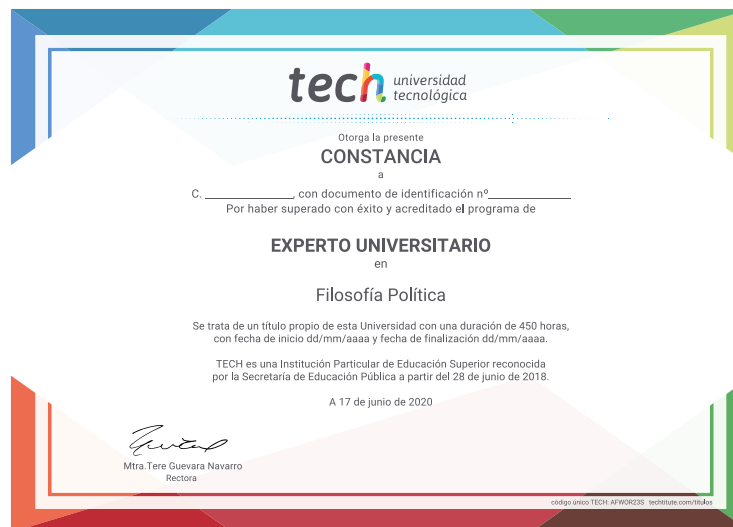 tech universidad
tecnológica
Otorga la presente
CONSTANCIA
a
C. ______________, con documento de identificación nº______________
Por haber superado con éxito y acreditado el programa de
EXPERTO UNIVERSITARIO
en
Filosofía Política
Se trata de un título propio de esta Universidad con una duración de 450 horas,
con fecha de inicio dd/mm/aaaa y fecha de finalización dd/mm/aaaa.
TECH es una Institución Particular de Educación Superior reconocida
por la Secretaría de Educación Pública a partir del 28 de junio de 2018.
A 17 de junio de 2020
Mtra.Tere Guevara Navarro
Rectora
código único TECH: AFWOR23S techtitute.com/títulos